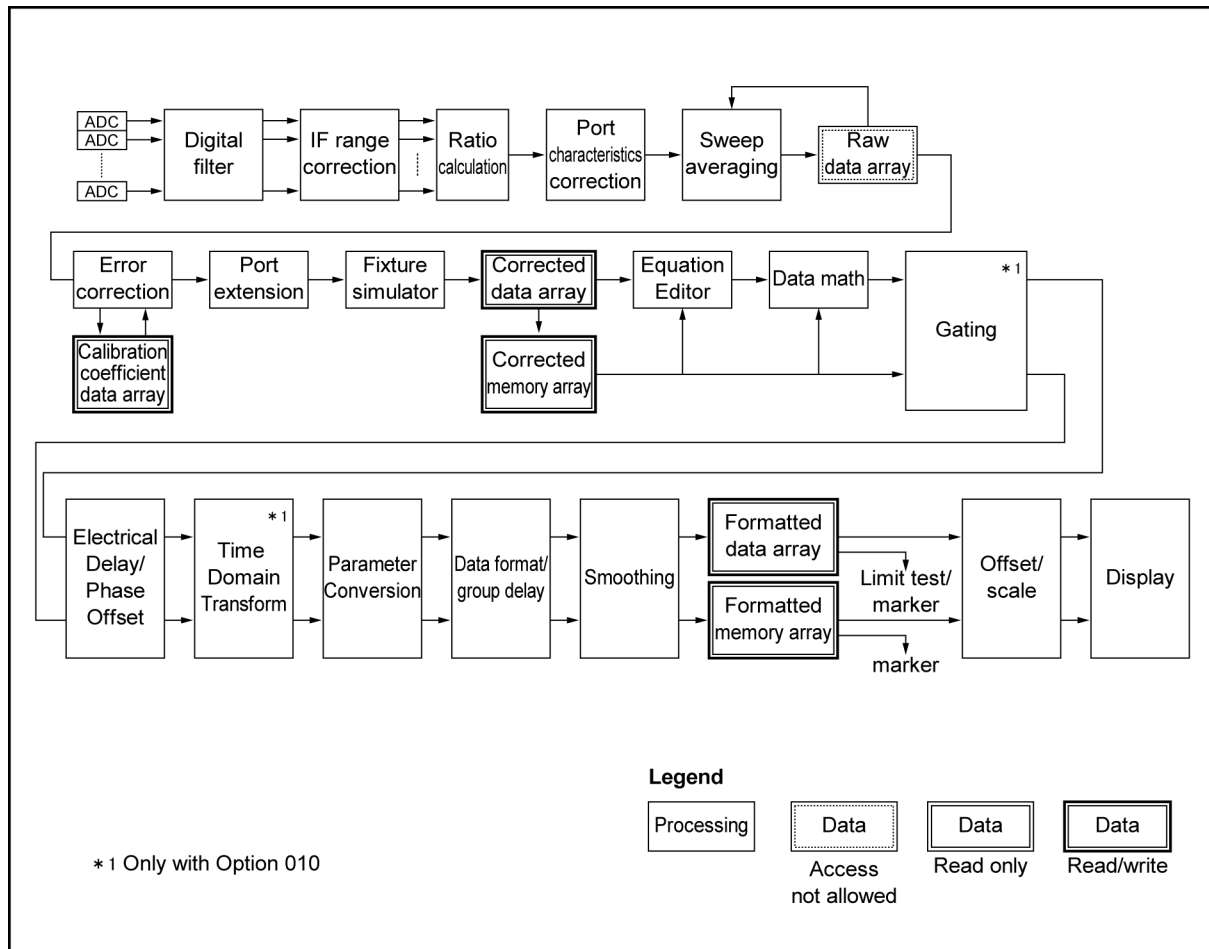 ADC
ADC
ADC
Digital
filter
IF range
correction
Ratio
calculation
Port
characteristics
correction
Sweep
averaging
Raw
data array
Error
correction
Port
extension
Fixture
simulator
Corrected
data array
Equation
Editor
Data math
*1
Gating
Calibration
coefficient
data array
Corrected
memory array
Electrical
Delay/
Phase
Offset
*1
Time
Domain
Transform
Parameter
Conversion
Data format/
group delay
Smoothing
Formatted
data array
Limit test/
marker
Formatted
memory array
marker
Offset/
scale
Display
Legend
Processing
Data
Access
not allowed
Data
Read only
Data
Read/write
*1 Only with Option 010